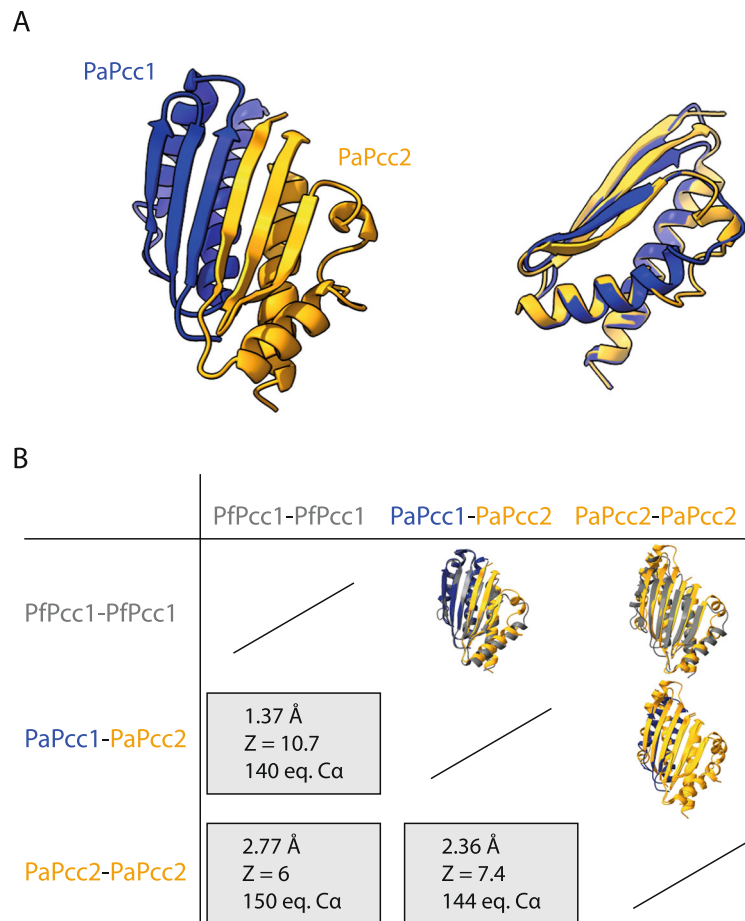 A
PaPcc1
PaPcc2
B
PfPcc1-PfPcc1 PaPcc1-PaPcc2 PaPcc2-PaPcc2
PfPcc1-PfPcc1
PaPcc1-PaPcc2
1.37 Å
Z = 10.7
140 eq. Cα
PaPcc2-PaPcc2
2.77 Å
Z = 6
150 eq. Cα
2.36 Å
Z = 7.4
144 eq. Cα